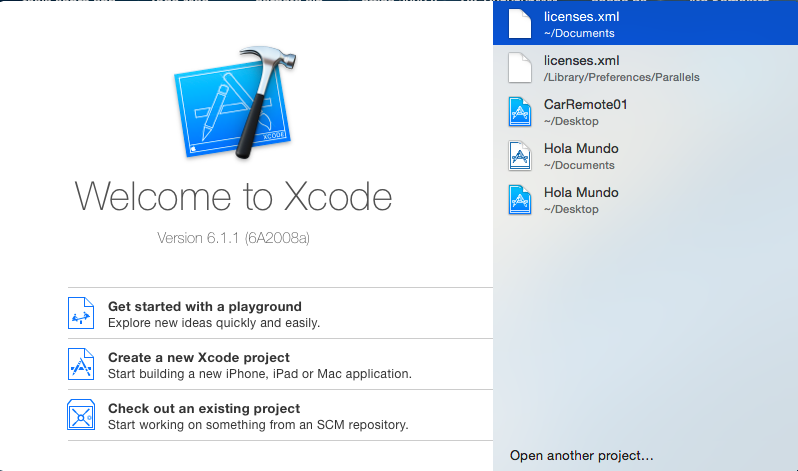 XCODE
Welcome to Xcode
Version 6.1.1 (6A2008a)
Get started with a playground
Explore new ideas quickly and easily.
Create a new Xcode project
Start building a new iPhone, iPad or Mac application.
Check out an existing project
Start working on something from an SCM repository.
licenses.xml
~/Documents
licenses.xml
/Library/Preferences/Parallels
CarRemote01
~/Desktop
Hola Mundo
~/Documents
Hola Mundo
~/Desktop
Open another project...